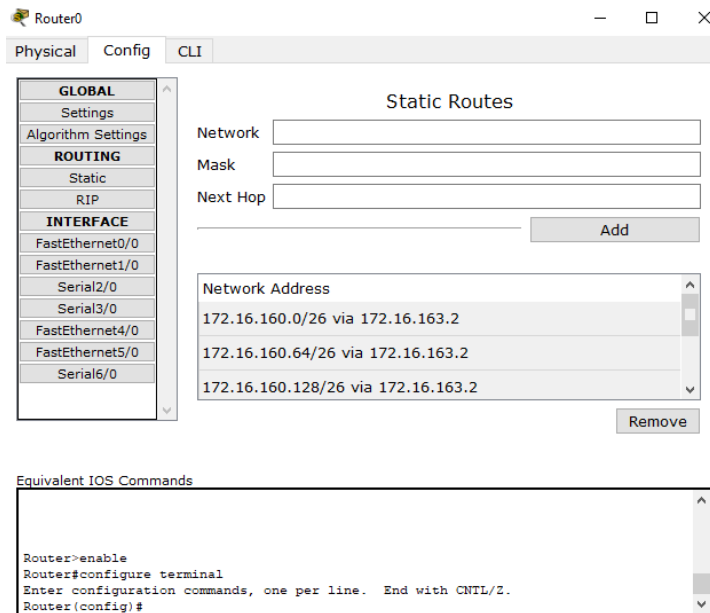 Router0
Physical Config CLI
GLOBAL
Settings
Algorithm Settings
ROUTING
Static
RIP
INTERFACE
FastEthernet0/0
FastEthernet1/0
Serial2/0
Serial3/0
FastEthernet4/0
FastEthernet5/0
Serial6/0
Static Routes
Network
Mask
Next Hop
Add
Network Address
172.16.160.0/26 via 172.16.163.2
172.16.160.64/26 via 172.16.163.2
172.16.160.128/26 via 172.16.163.2
Remove
Equivalent IOS Commands
Router>enable
Router#configure terminal
Enter configuration commands, one per line.  End with CNTL/Z.
Router(config)#